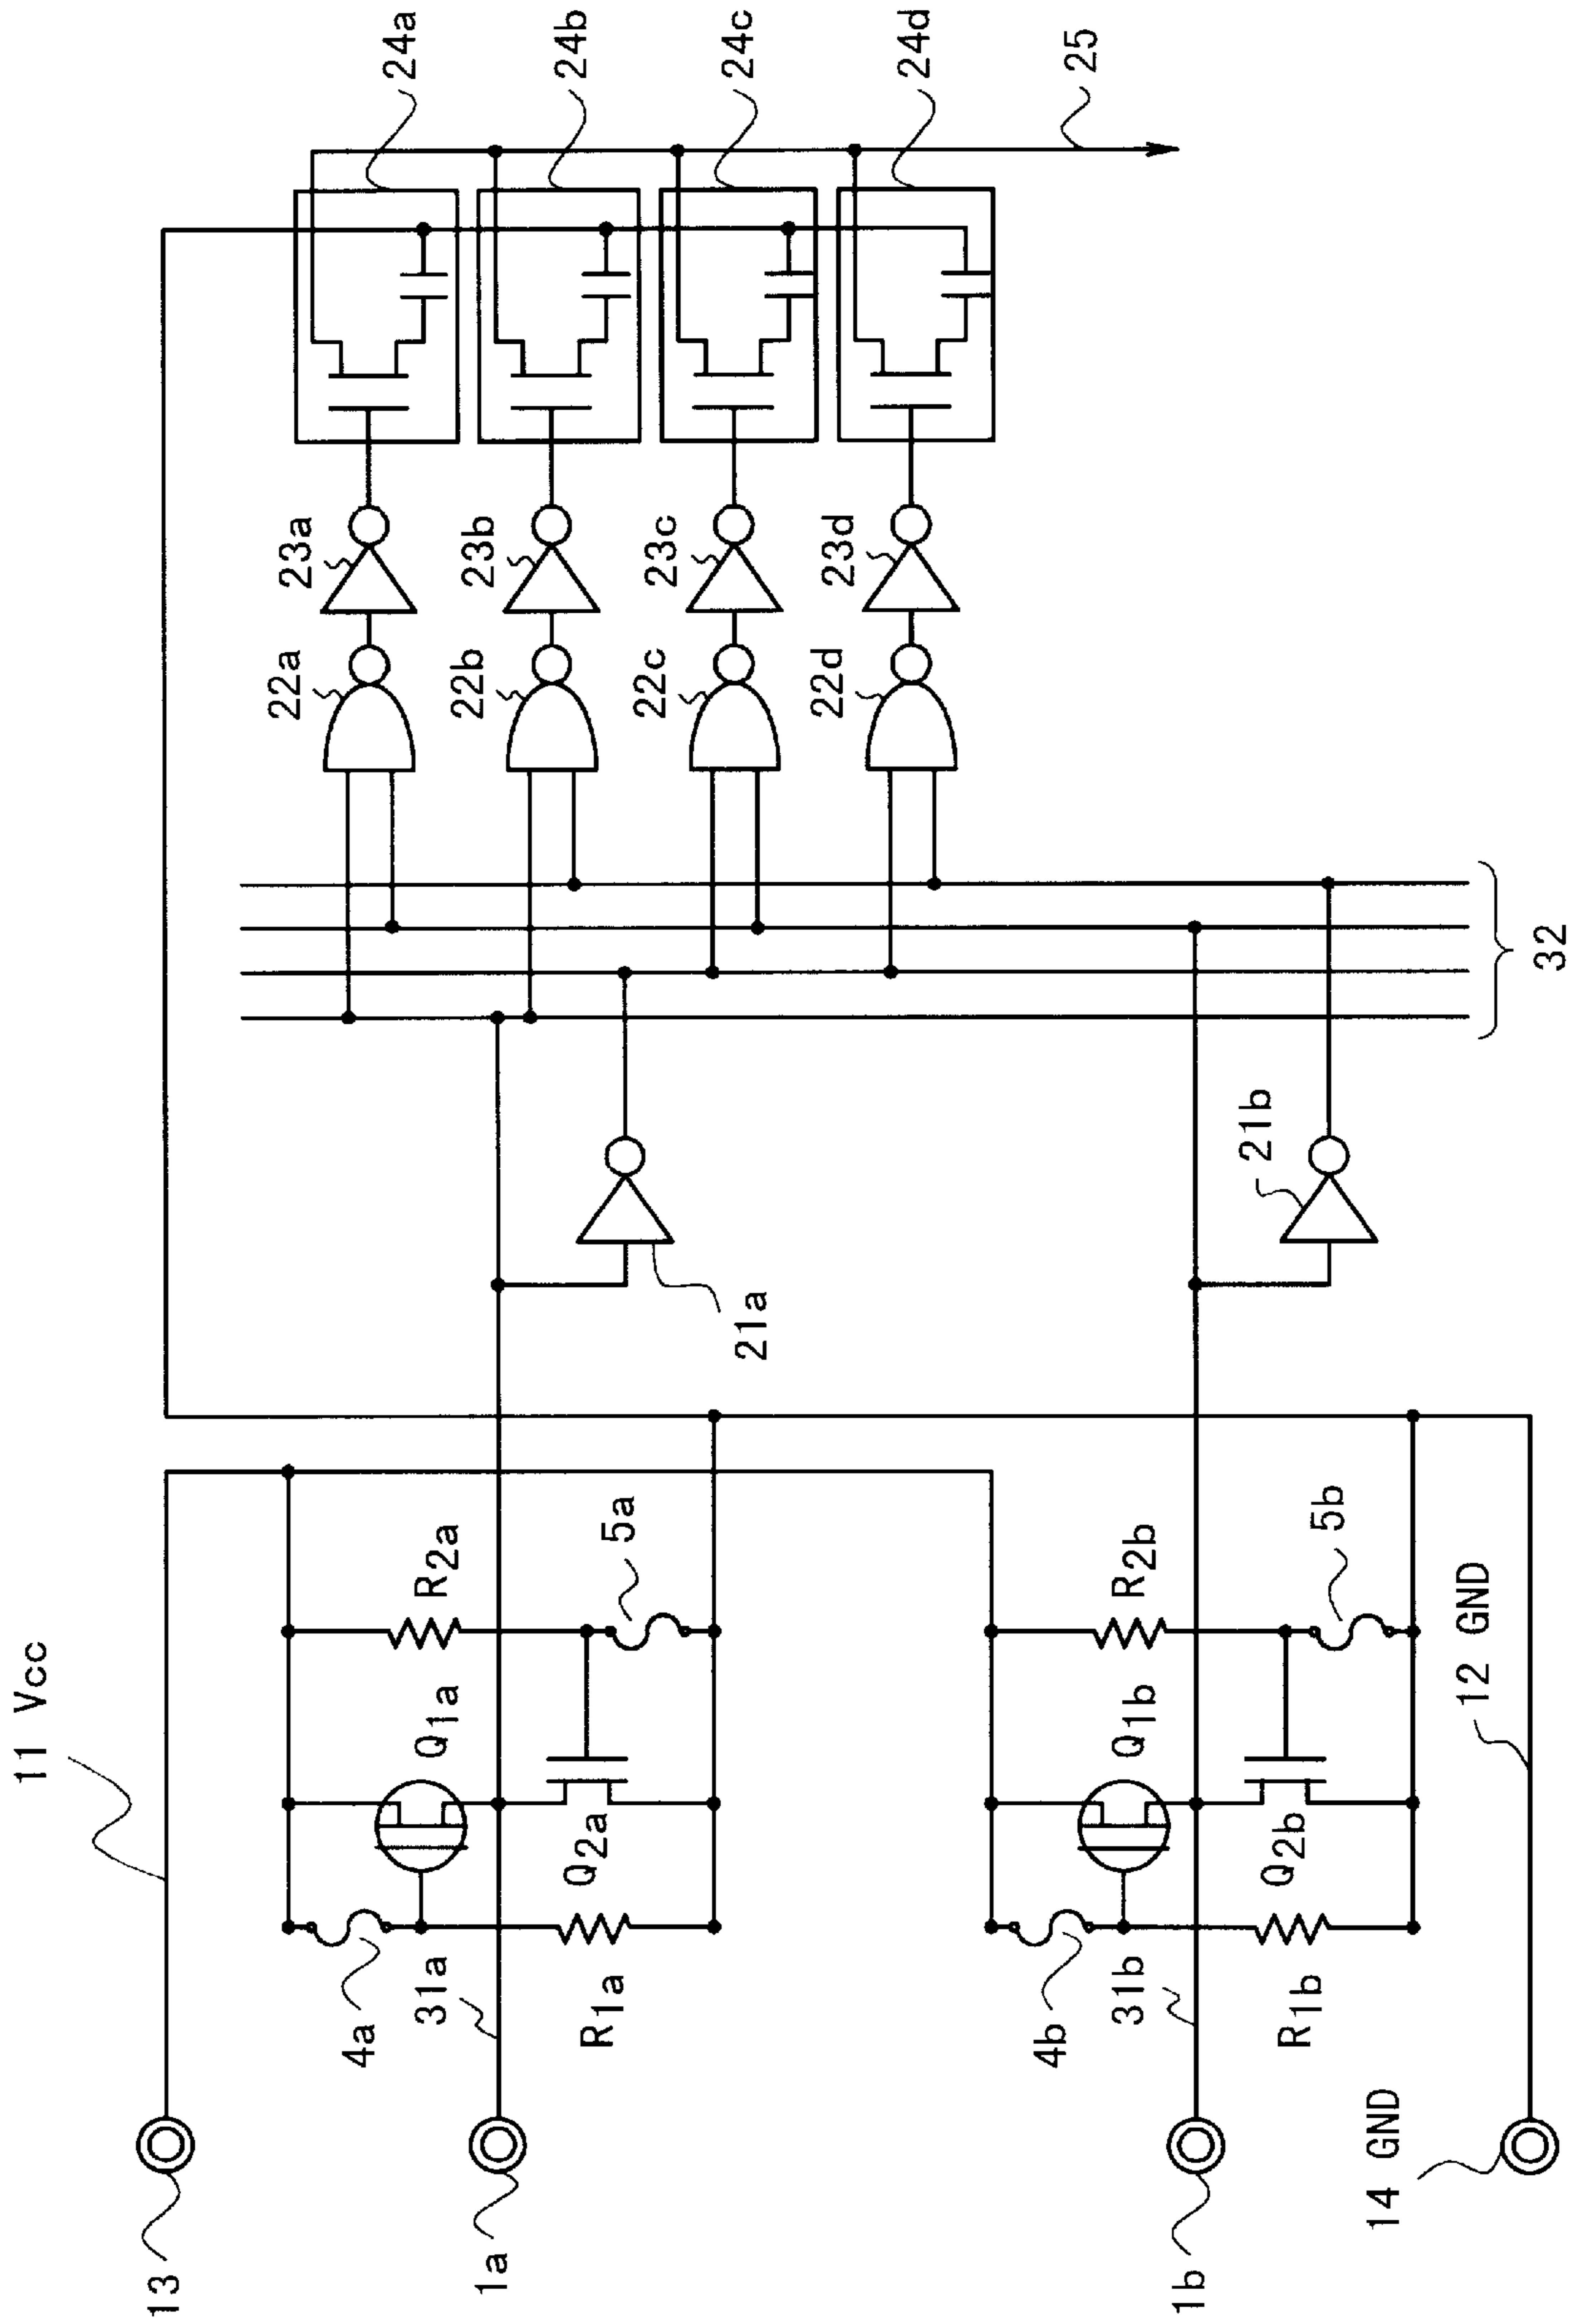 11 Vcc
13
1a
1b
14 GND
12 GND
4a
31a
R1a
Q1a
Q2a
R2a
5a
4b
31b
R1b
Q1b
Q2b
R2b
5b
21a
21b
32
22a
22b
22c
22d
23a
23b
23c
23d
24a
24b
24c
24d
25